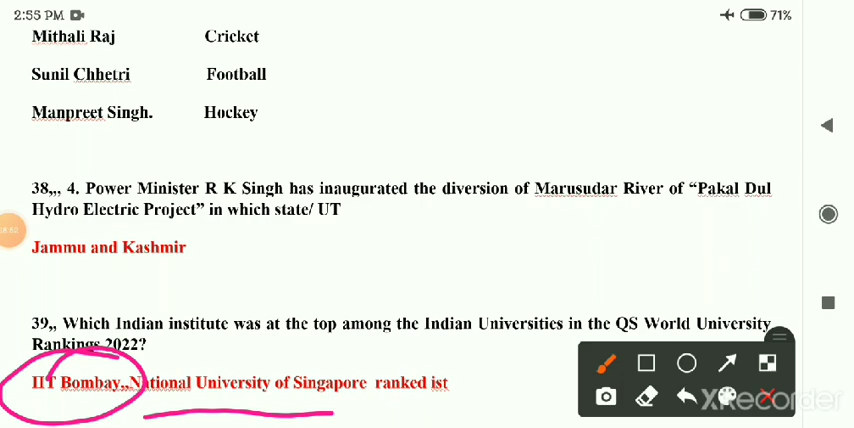 2:55 PM
71%
Mithali Raj Cricket
Sunil Chhetri Football
Manpreet Singh. Hockey
38,,, 4. Power Minister R K Singh has inaugurated the diversion of Marusudar River of “Pakal Dul
Hydro Electric Project” in which state/ UT
Jammu and Kashmir
39,, Which Indian institute was at the top among the Indian Universities in the QS World University
Rankings 2022?
IIT Bombay,,National University of Singapore ranked ist
XRecorder